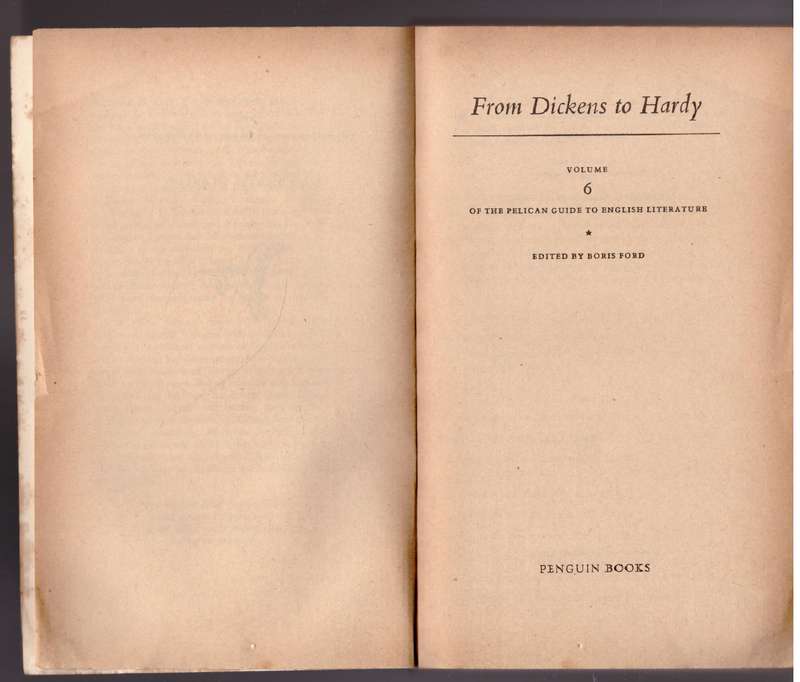 From Dickens to Hardy
VOLUME
6
OF THE PELICAN GUIDE TO ENGLISH LITERATURE
★
EDITED BY BORIS FORD
PENGUIN BOOKS